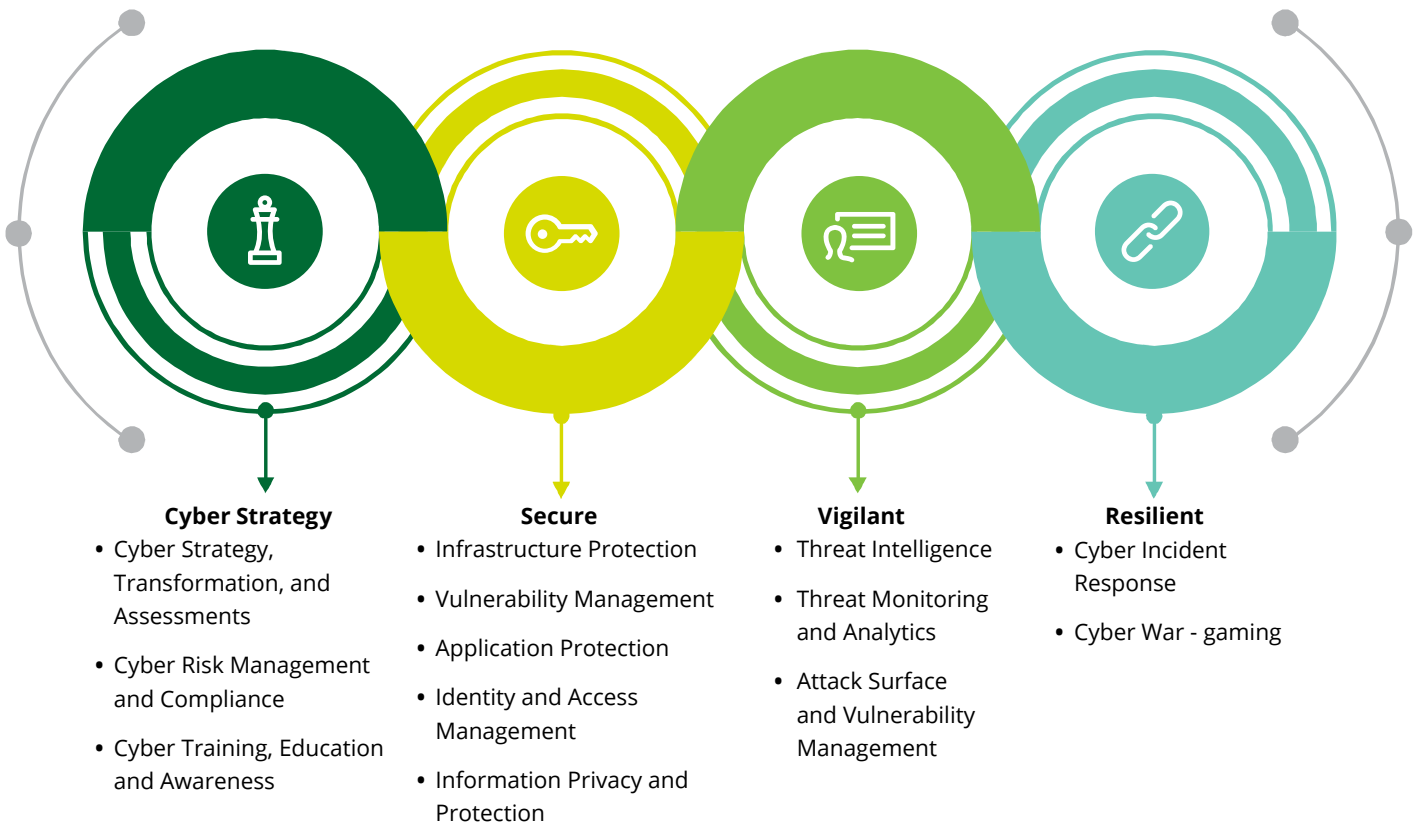 Cyber Strategy
• Cyber Strategy,
Transformation, and
Assessments
• Cyber Risk Management
and Compliance
• Cyber Training, Education
and Awareness
Secure
• Infrastructure Protection
• Vulnerability Management
• Application Protection
• Identity and Access
Management
• Information Privacy and
Protection
Vigilant
• Threat Intelligence
• Threat Monitoring
and Analytics
• Attack Surface
and Vulnerability
Management
Resilient
• Cyber Incident
Response
• Cyber War - gaming